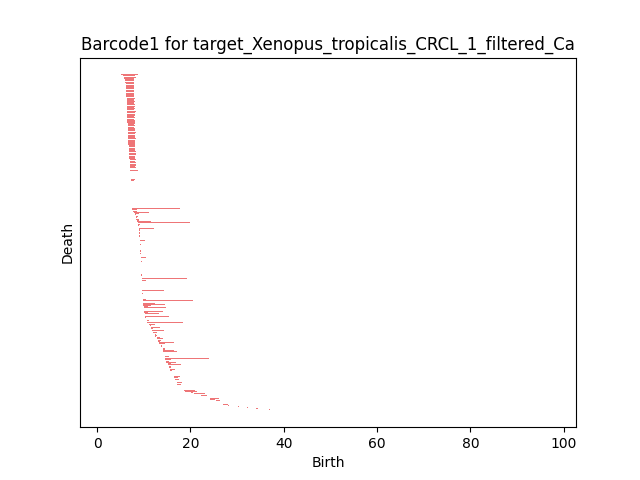 Barcode1 for target_Xenopus_tropicalis_CRCL_1_filtered_Ca
Death
0 20 40 60 80 100
Birth